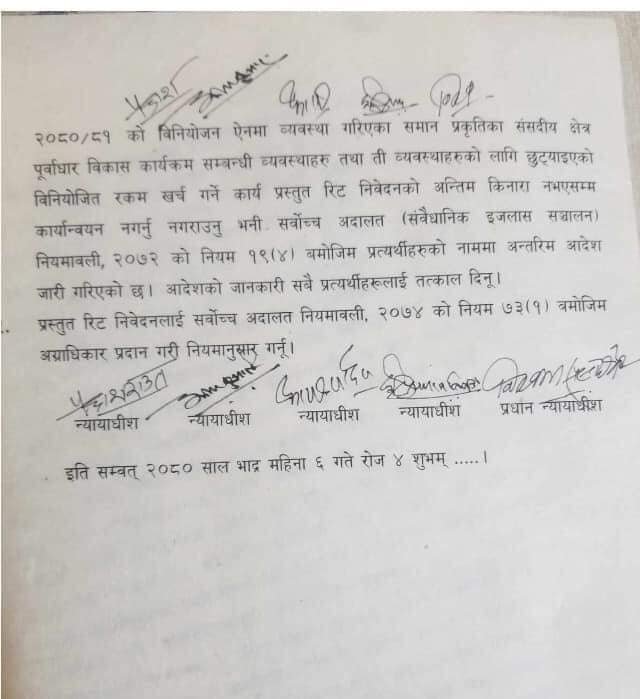 २०८०/८१ को विनियोजन ऐनमा व्यवस्था गरिएका समान प्रकृतिका संसदीय क्षेत्र
पूर्वाधार विकास कार्यकम सम्बन्धी व्यवस्थाहरु तथा ती व्यवस्थाहरुको लागि छुट्याइएको
विनियोजित रकम खर्च गर्ने कार्य प्रस्तुत रिट निवेदनको अन्तिम किनारा नभएसम्म
कार्यान्वयन नगर्नु नगराउनु भनी सर्वोच्च अदालत (संवैधानिक इजलास सञ्चालन)
नियमावली, २०७२ को नियम १९(४) बमोजिम प्रत्यर्थीहरुको नाममा अन्तरिम आदेश
जारी गरिएको छ। आदेशको जानकारी सबै प्रत्यर्थीहरूलाई तत्काल दिनू।
प्रस्तुत रिट निवेदनलाई सर्वोच्च अदालत नियमावली, २०७४ को नियम ७३(१) बमोजिम
अग्राधिकार प्रदान गरी नियमानुसार गर्नू।
न्यायाधीश न्यायाधीश न्यायाधीश न्यायाधीश प्रधान न्यायाधीश
इति सम्वत् २०८० साल भाद्र महिना ६ गते रोज ४ शुभम् .....।